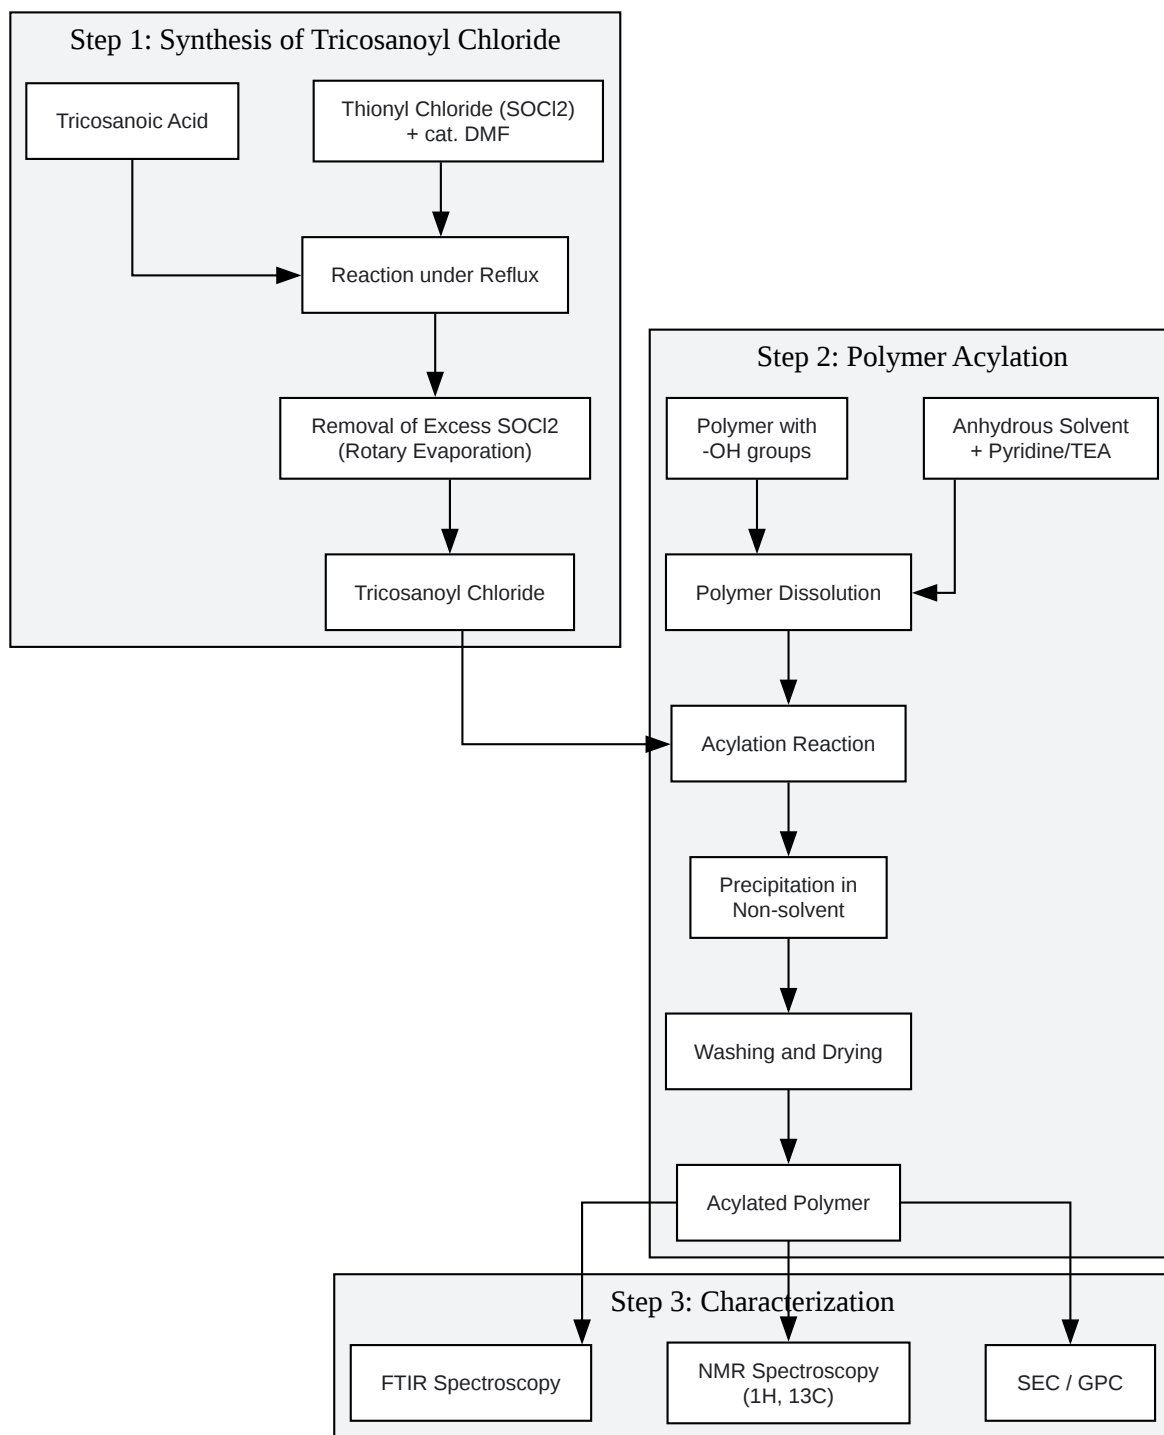 Step 1: Synthesis of Tricosanoyl Chloride
Tricosanoic Acid
Thionyl Chloride (SOCl2)
+ cat. DMF
Reaction under Reflux
Removal of Excess SOCl2
(Rotary Evaporation)
Tricosanoyl Chloride
Step 2: Polymer Acylation
Polymer with
-OH groups
Anhydrous Solvent
+ Pyridine/TEA
Polymer Dissolution
Acylation Reaction
Precipitation in
Non-solvent
Washing and Drying
Acylated Polymer
Step 3: Characterization
FTIR Spectroscopy
NMR Spectroscopy
(1H, 13C)
SEC / GPC